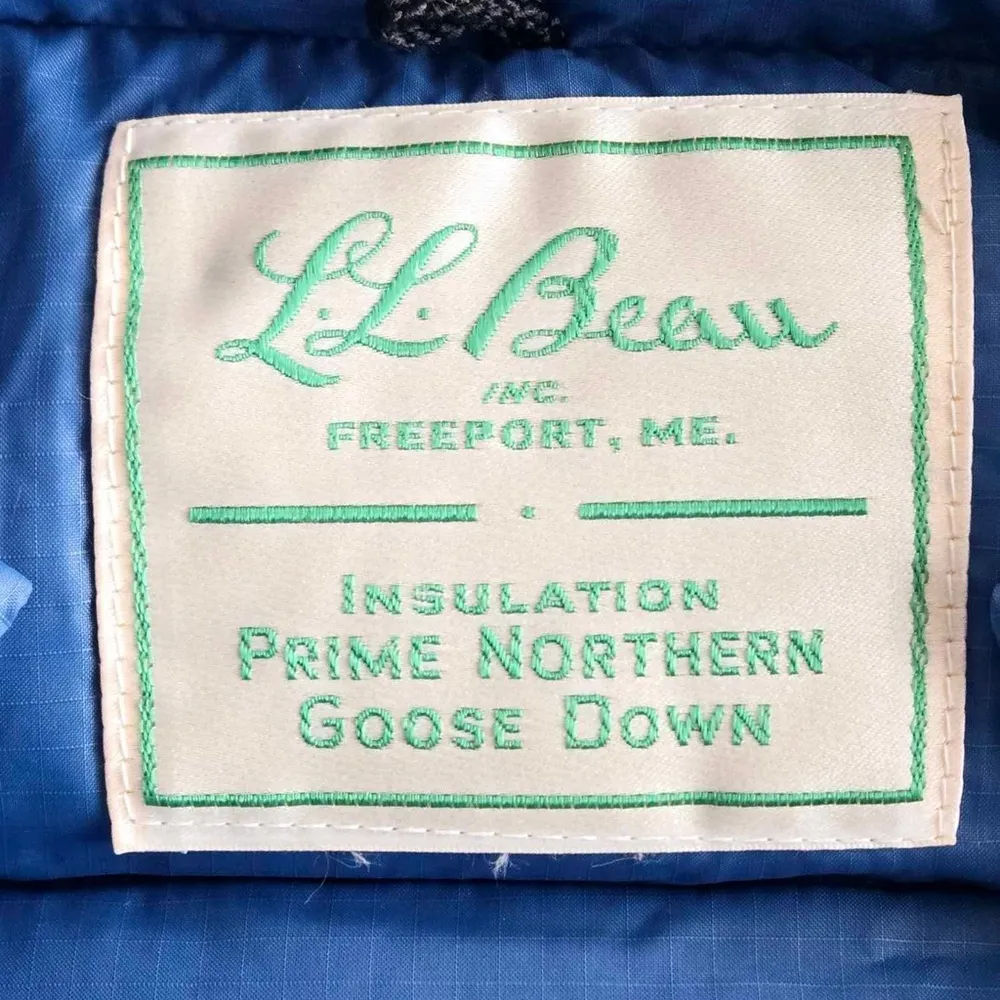 L.L. Bean
INC.
FREEPORT, ME.
INSULATION
PRIME NORTHERN
GOOSE DOWN